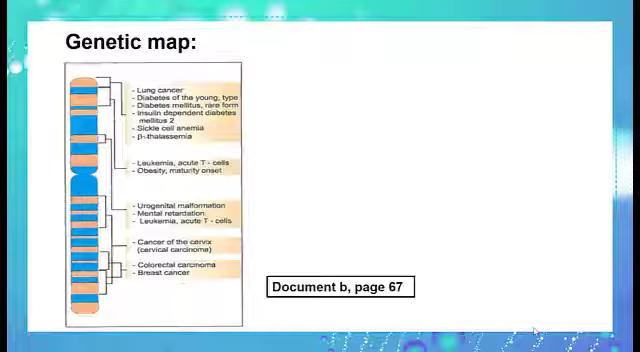 Genetic map:
- Lung cancer
- Diabetes of the young, type
- Diabetes mellitus, rare form
- Insulin dependent diabetes
mellitus 2
- Sickle cell anemia
- β-thalassemia
- Leukemia, acute T - cells
- Obesity, maturity onset
- Urogenital malformation
- Mental retardation
- Leukemia, acute T - cells
- Cancer of the cervix
(cervical carcinoma)
- Colorectal carcinoma
- Breast cancer
Document b, page 67